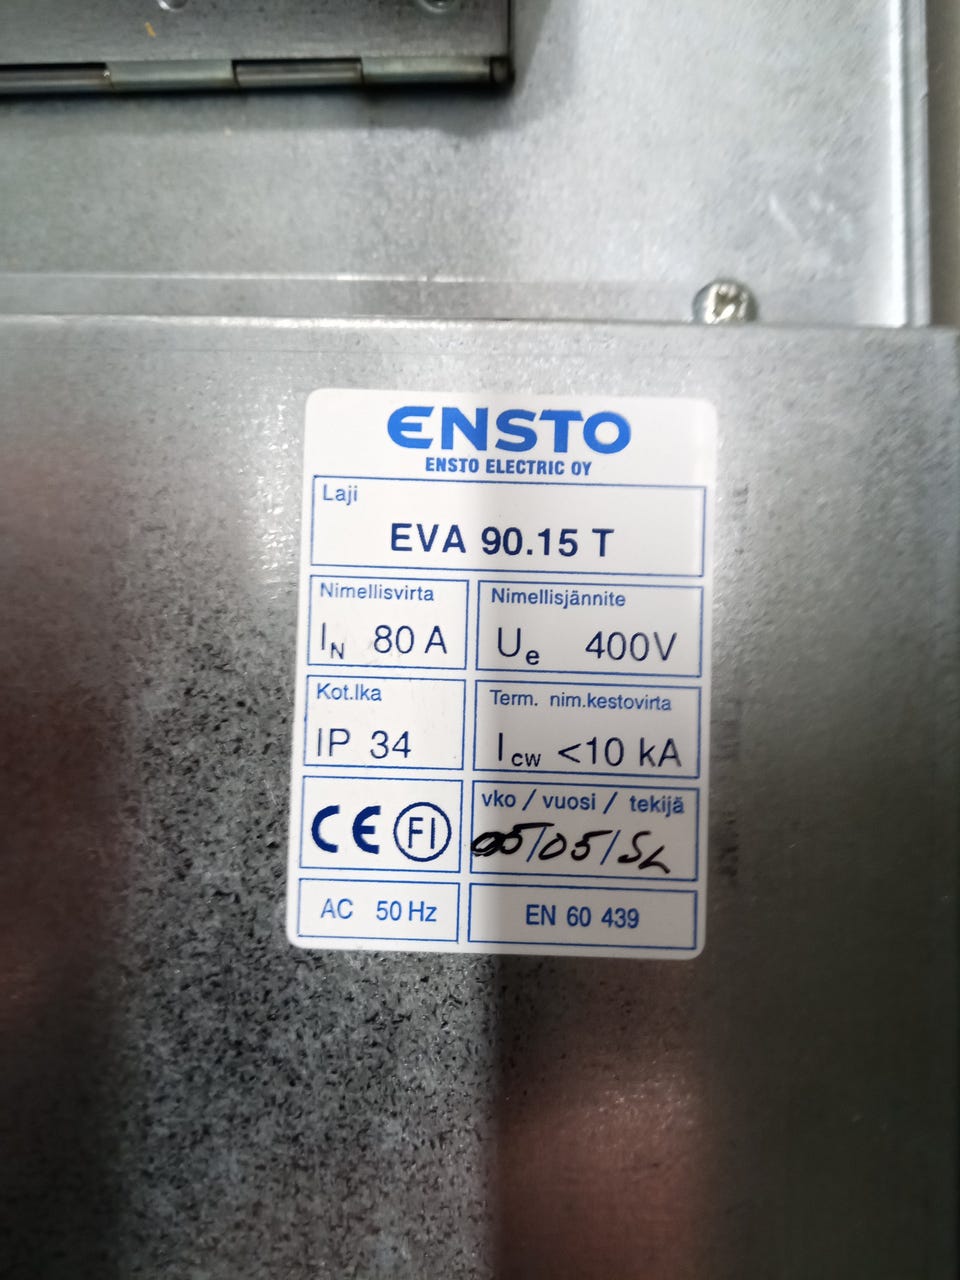 ENSTO
ENSTO ELECTRIC OY
Laji
EVA 90.15 T
Nimellisvirta
IN 80 A
Nimellisjännite
Ue 400V
Kot.lka
IP 34
Term. nim.kestovirta
Icw <10 kA
CE FI
vko / vuosi / tekijä
05/05/SL
AC 50 Hz
EN 60 439